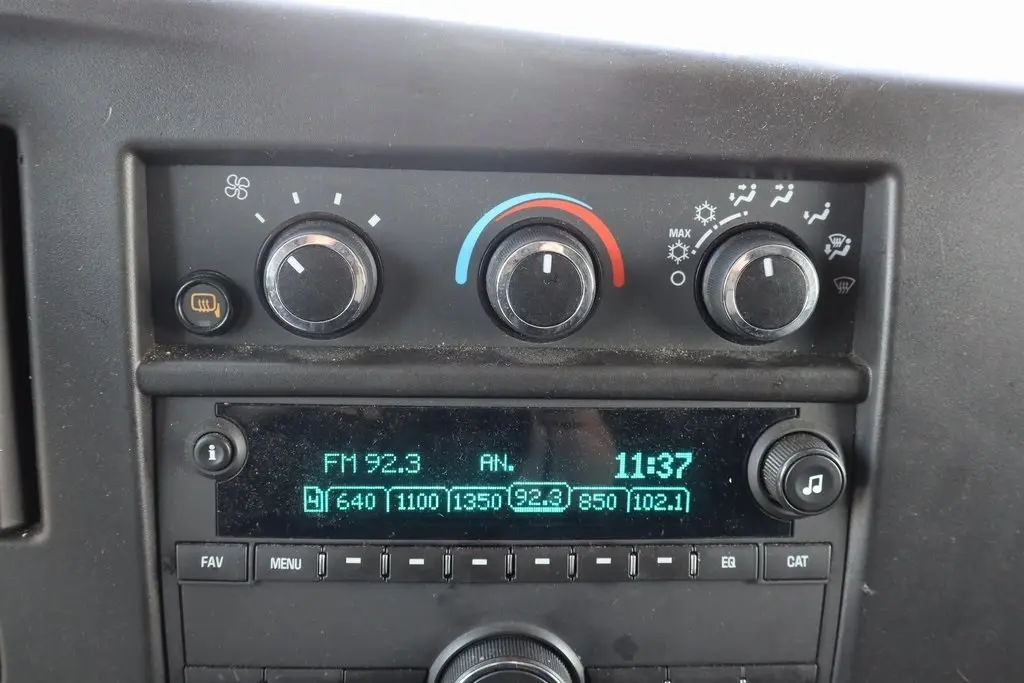 MAX
FM 92.3 AN. 11:37
4 640 1100 1350 92.3 850 102.1
i
FAV MENU EQ CAT